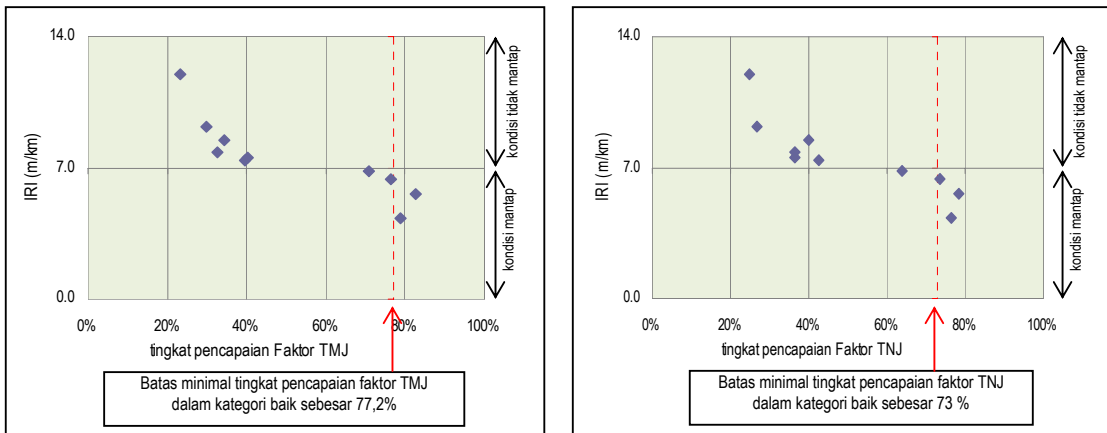 14.0
7.0
0.0
IRI (m/km)
0% 20% 40% 60% 80% 100%
tingkat pencapaian Faktor TMJ
kondisi tidak mantap
kondisi mantap
Batas minimal tingkat pencapaian faktor TMJ
dalam kategori baik sebesar 77,2%
14.0
7.0
0.0
IRI (m/km)
0% 20% 40% 60% 80% 100%
tingkat pencapaian Faktor TNJ
kondisi tidak mantap
kondisi mantap
Batas minimal tingkat pencapaian faktor TNJ
dalam kategori baik sebesar 73 %